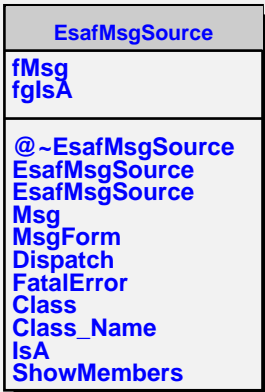 EsafMsgSource
fMsg
fgIsA
@~EsafMsgSource
EsafMsgSource
EsafMsgSource
Msg
MsgForm
Dispatch
FatalError
Class
Class_Name
IsA
ShowMembers